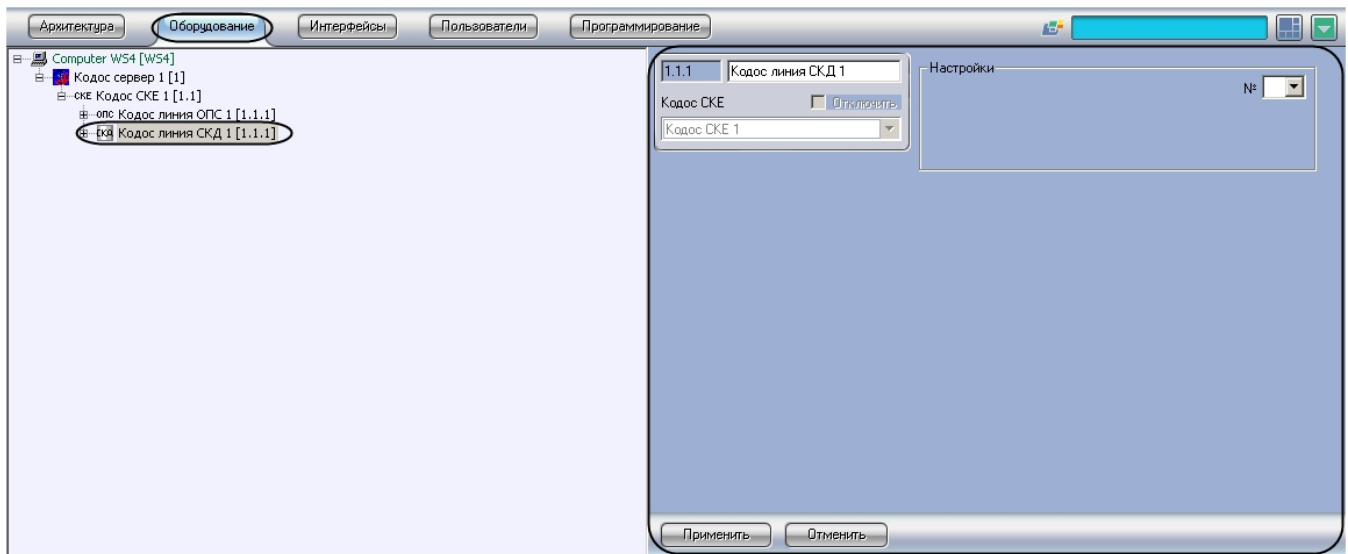 Архитектура Оборудование Интерфейсы Пользователи Программирование
Computer WS4 [WS4]
Кодос сервер 1 [1]
СКЕ Кодос СКЕ 1 [1.1]
опс Кодос линия ОПС 1 [1.1.1]
СКД Кодос линия СКД 1 [1.1.1]
1.1.1 Кодос линия СКД 1
Кодос СКЕ Отключить
Кодос СКЕ 1
Настройки
№
Применить Отменить